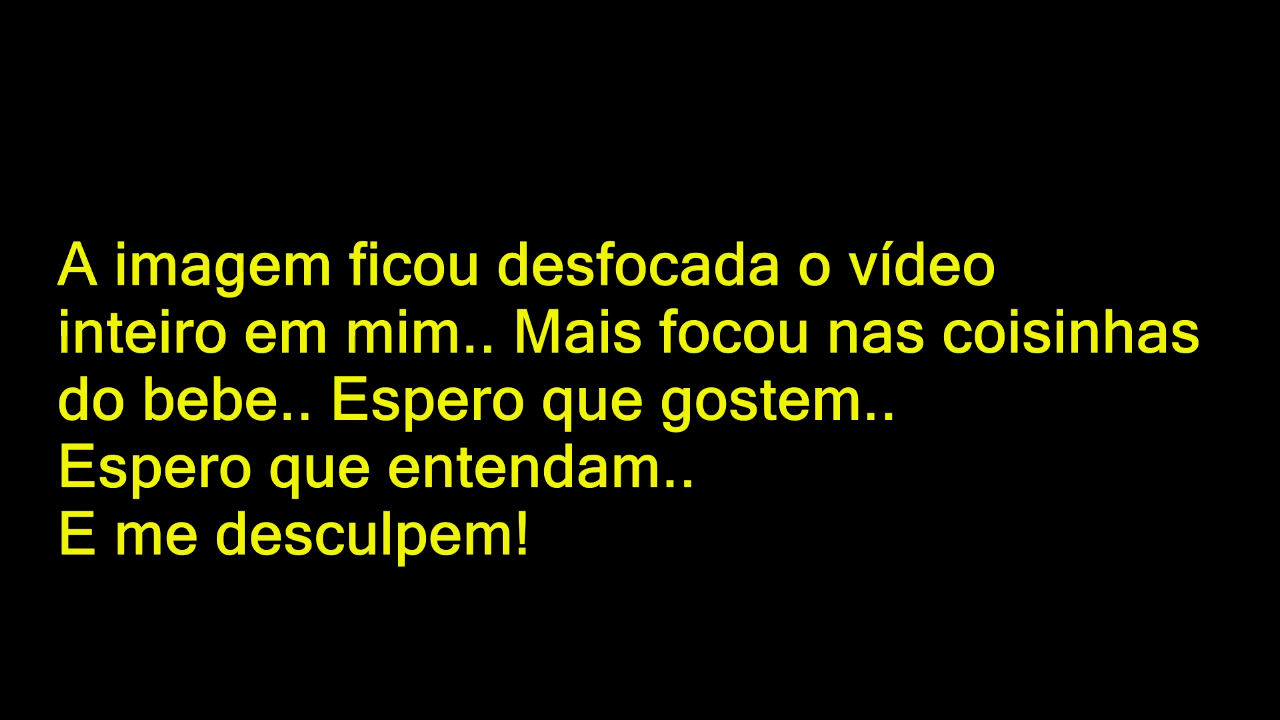 A imagem ficou desfocada o vídeo
inteiro em mim.. Mais focou nas coisinhas
do bebe.. Espero que gostem..
Espero que entendam..
E me desculpem!